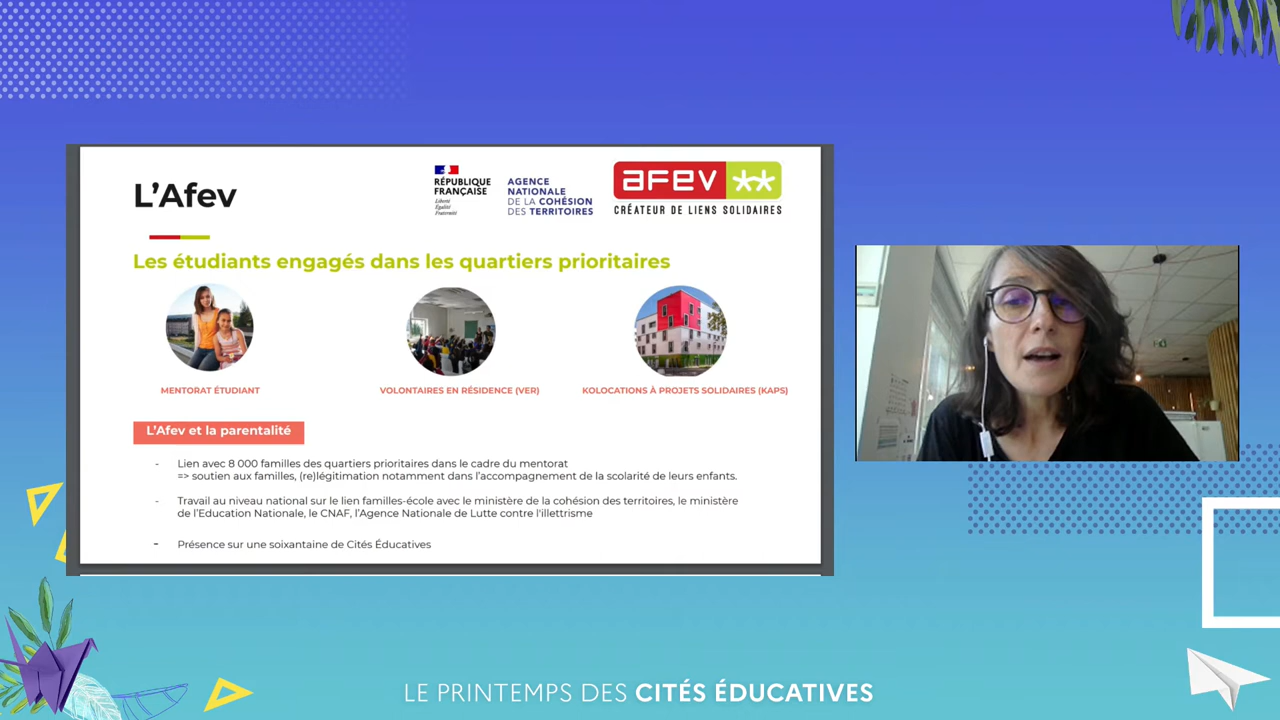 L'Afev
RÉPUBLIQUE
FRANÇAISE
Liberté
Égalité
Fraternité
AGENCE
NATIONALE
DE LA COHÉSION
DES TERRITOIRES
afev
CRÉATEUR DE LIENS SOLIDAIRES
Les étudiants engagés dans les quartiers prioritaires
MENTORAT ÉTUDIANT
VOLONTAIRES EN RÉSIDENCE (VER)
KOLOCATIONS À PROJETS SOLIDAIRES (KAPS)
L'Afev et la parentalité
- Lien avec 8 000 familles des quartiers prioritaires dans le cadre du mentorat
=> soutien aux familles, (re)légitimation notamment dans l'accompagnement de la scolarité de leurs enfants.
- Travail au niveau national sur le lien familles-école avec le ministère de la cohésion des territoires, le ministère
de l'Education Nationale, le CNAF, l'Agence Nationale de Lutte contre l'illettrisme
- Présence sur une soixantaine de Cités Éducatives
LE PRINTEMPS DES CITÉS ÉDUCATIVES